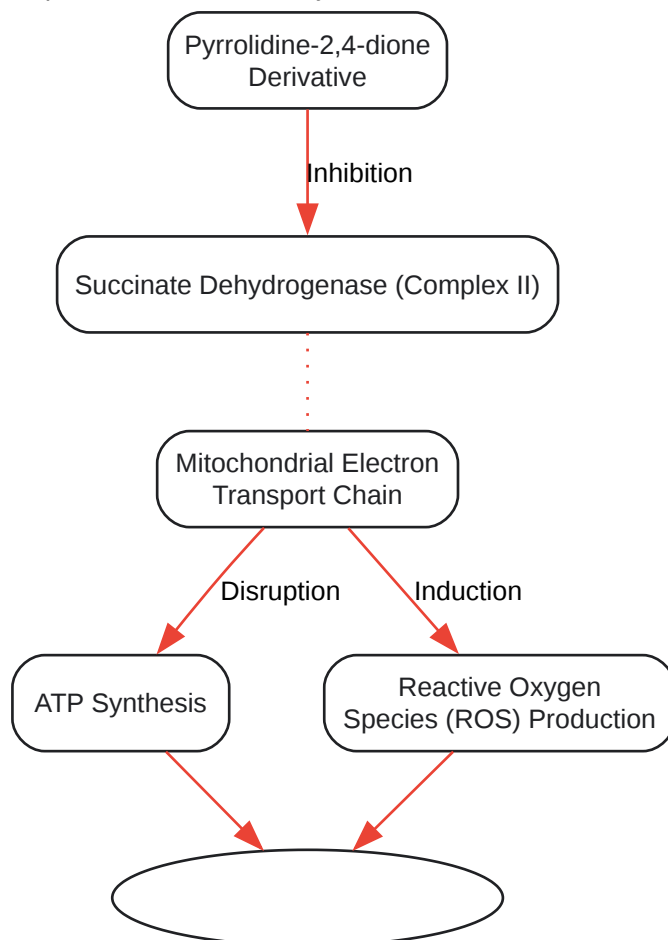 Pyrrolidine-2,4-dione
Derivative
Inhibition
Succinate Dehydrogenase (Complex II)
Mitochondrial Electron
Transport Chain
Disruption
Induction
ATP Synthesis
Reactive Oxygen
Species (ROS) Production